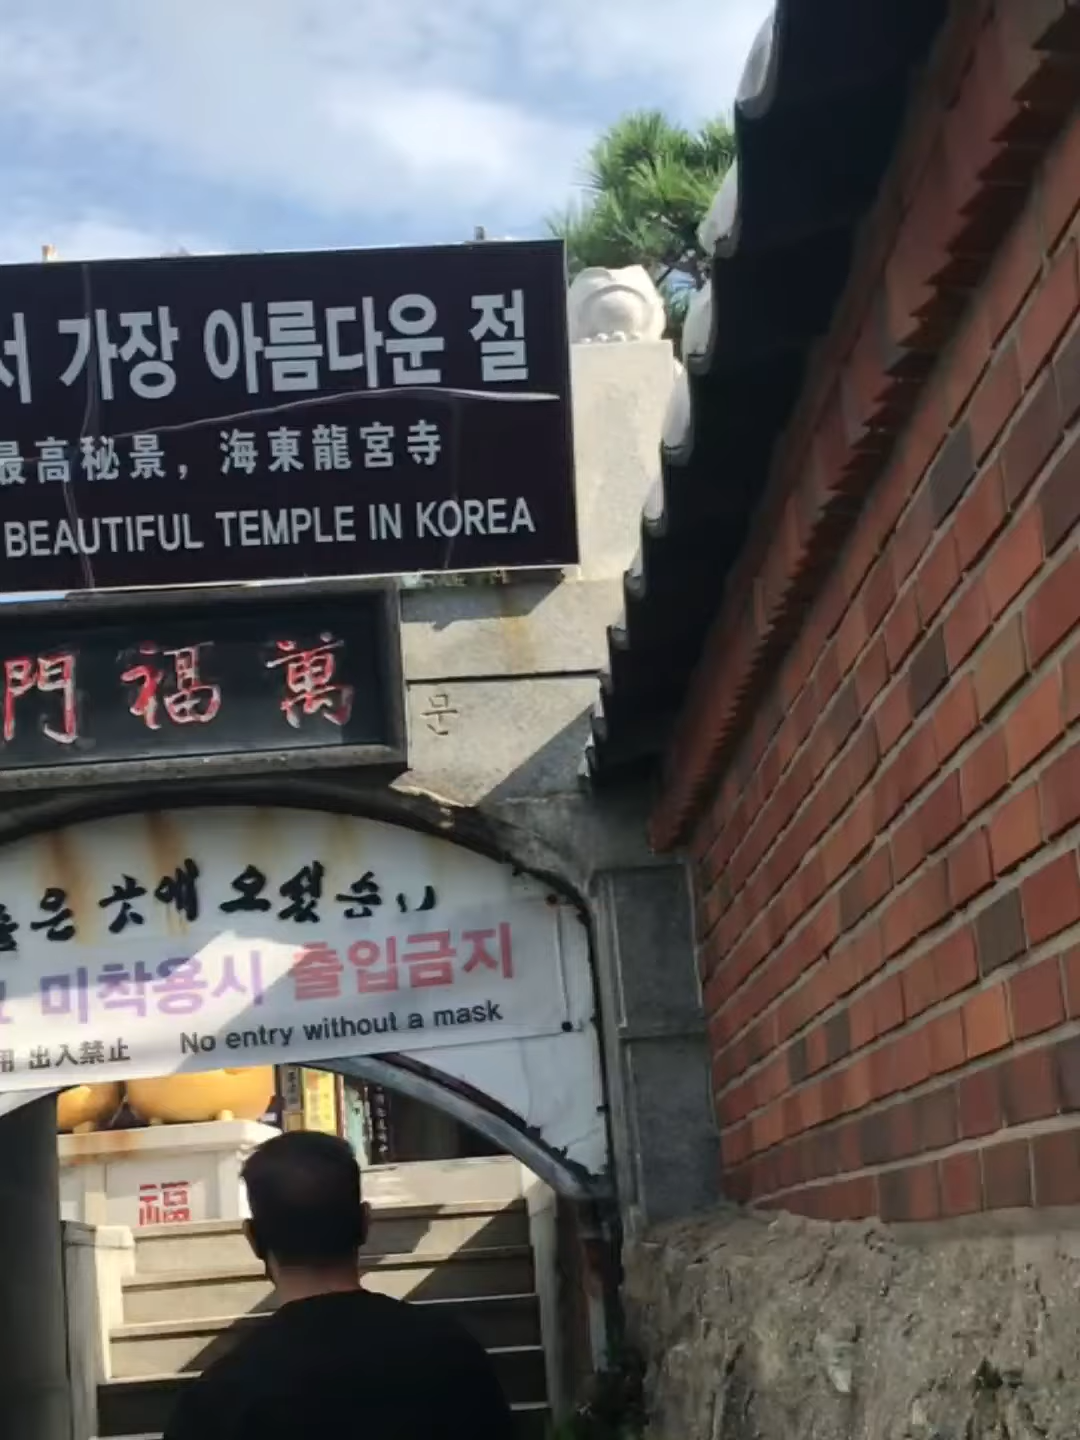 서 가장 아름다운 절
最高秘景，海東龍宮寺
BEAUTIFUL TEMPLE IN KOREA
門福萬
문
은 곳에 오셨습니
미착용시 출입금지
用 出入禁止 No entry without a mask
福